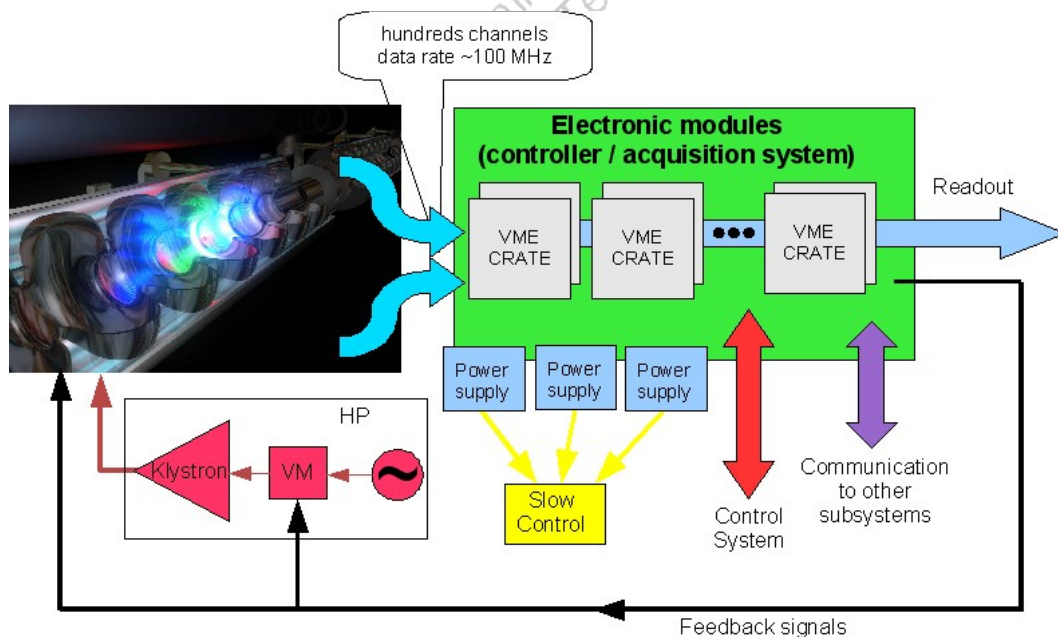 hundreds channels
data rate ~100 MHz
Electronic modules
(controller / acquisition system)
Readout
VME
CRATE
VME
CRATE
VME
CRATE
Power
supply
Power
supply
Power
supply
HP
Klystron
VM
Slow
Control
Control
System
Communication
to other
subsystems
Feedback signals